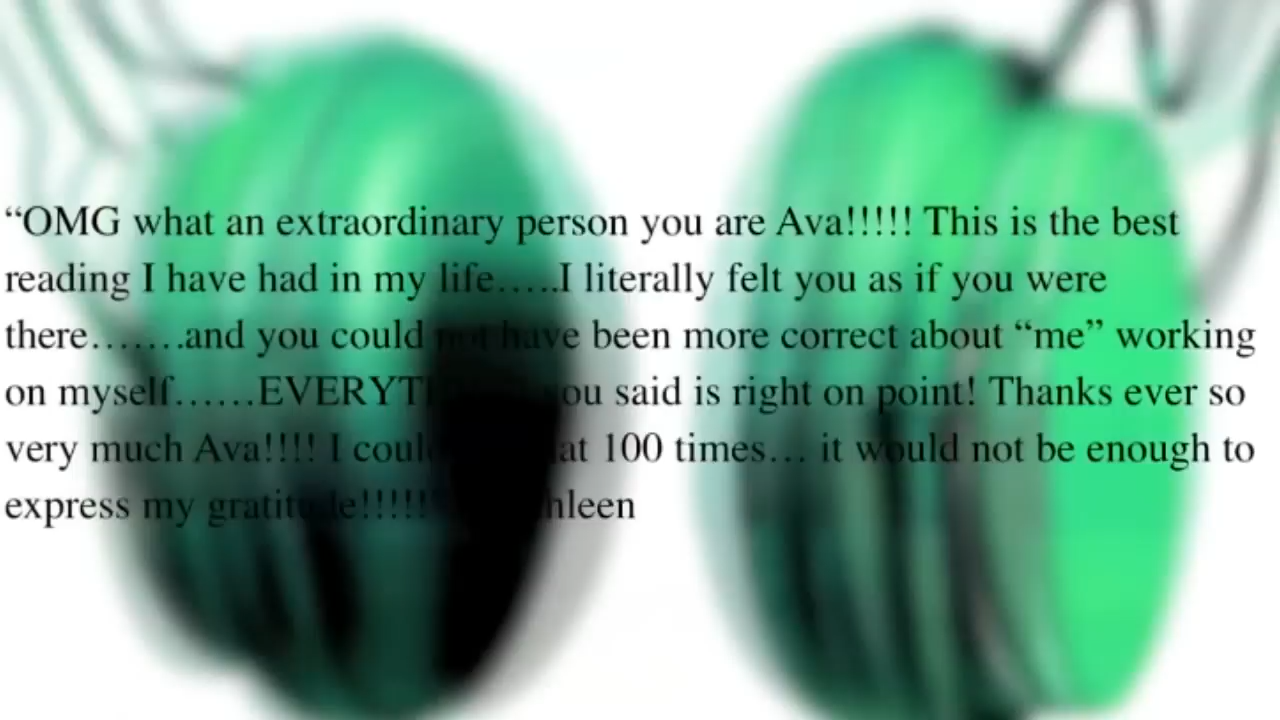 “OMG what an extraordinary person you are Ava!!!!! This is the best
reading I have had in my life…..I literally felt you as if you were
there…….and you could not have been more correct about “me” working
on myself……EVERYT ou said is right on point! Thanks ever so
very much Ava!!!! I coul at 100 times… it would not be enough to
express my gratitude!!!!! hleen